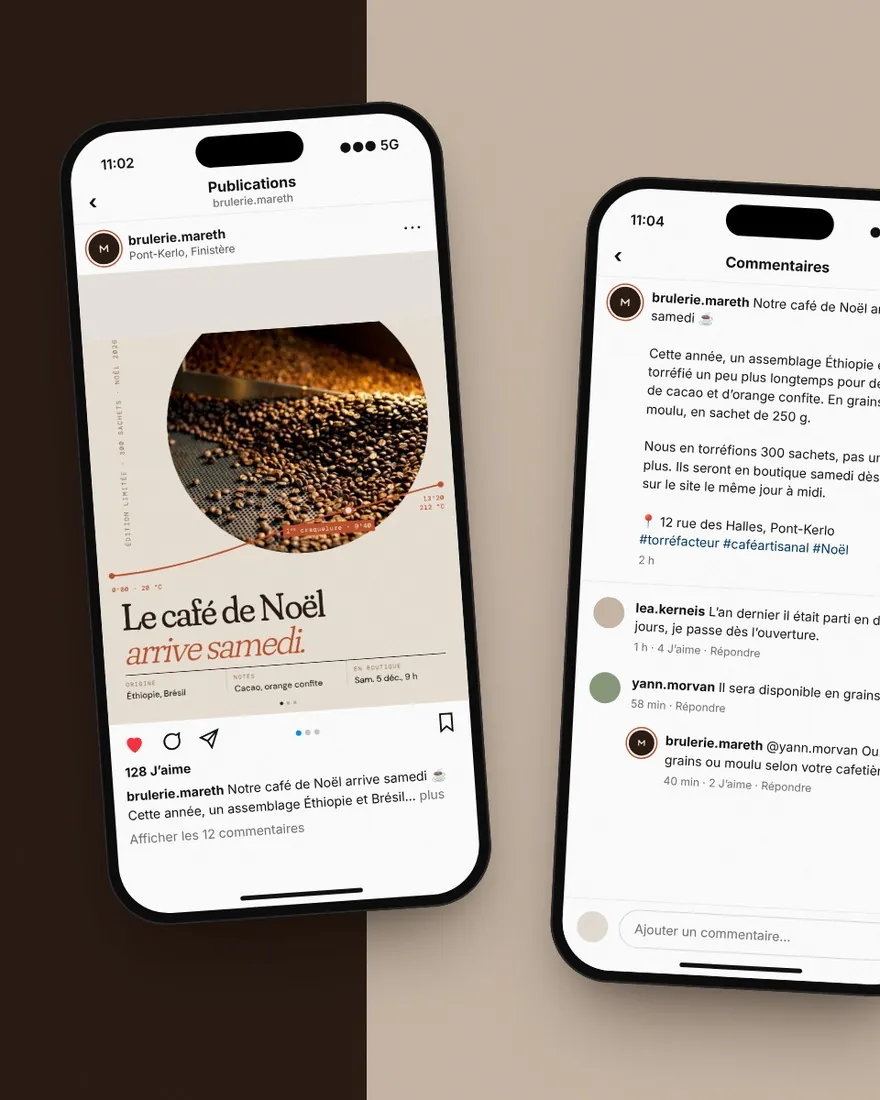 11:02
5G
Publications
brulerie.mareth
M
brulerie.mareth
Pont-Kerlo, Finistère
ÉDITION LIMITÉE · 300 SACHETS · NOËL 2026
13'20
212 °C
1ʳᵉ craquelure · 9'40
0'00 · 20 °C
Le café de Noël
arrive samedi.
ORIGINE
Éthiopie, Brésil
NOTES
Cacao, orange confite
EN BOUTIQUE
Sam. 5 déc., 9 h
128 J’aime
brulerie.mareth Notre café de Noël arrive samedi ☕
Cette année, un assemblage Éthiopie et Brésil... plus
Afficher les 12 commentaires
11:04
Commentaires
M
brulerie.mareth Notre café de Noël
samedi ☕
Cette année, un assemblage Éthiopie
torréfié un peu plus longtemps pour
de cacao et d’orange confite. En grains
moulu, en sachet de 250 g.
Nous en torréfions 300 sachets, pas un
plus. Ils seront en boutique samedi dès
sur le site le même jour à midi.
📍 12 rue des Halles, Pont-Kerlo
#torréfacteur #caféartisanal #Noël
2 h
lea.kerneis L’an dernier il était parti en
jours, je passe dès l’ouverture.
1 h · 4 J’aime · Répondre
yann.morvan Il sera disponible en grains
58 min · Répondre
M
brulerie.mareth @yann.morvan
grains ou moulu selon votre
40 min · 2 J’aime · Répondre
Ajouter un commentaire...